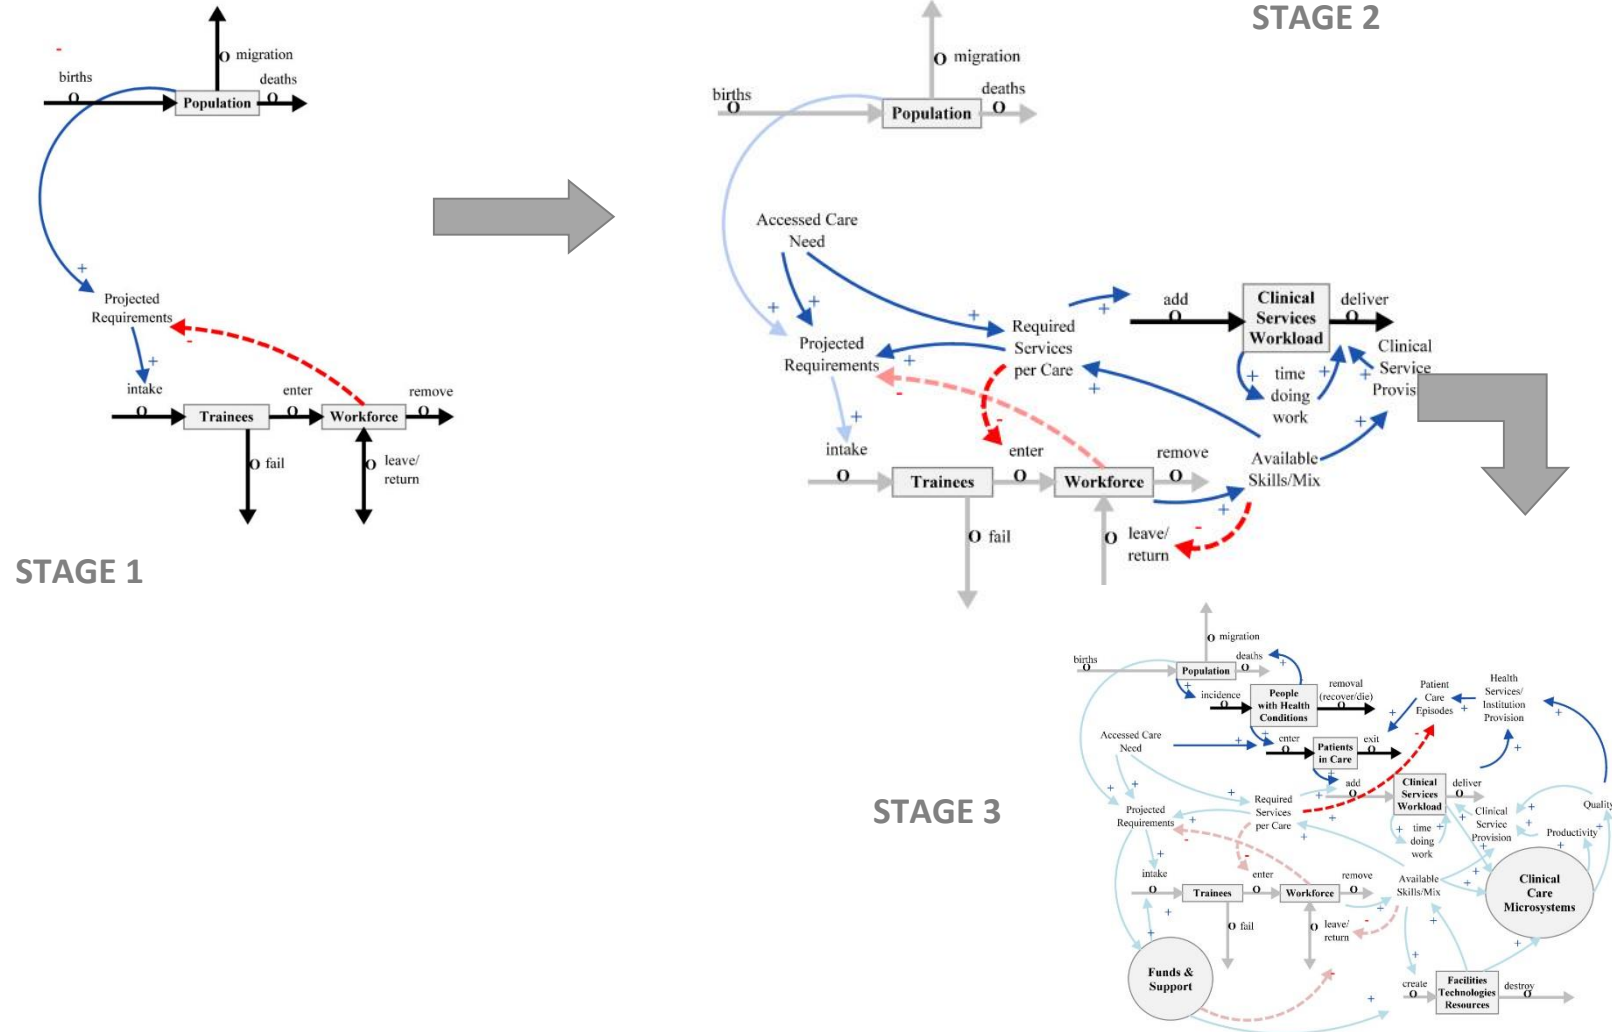 STAGE 1
migration
births
deaths
O
O
O
Population
-
+
Projected
Requirements
-
+
intake
enter
remove
O
O
O
Trainees
Workforce
O fail
O leave/
return
STAGE 2
O migration
births
deaths
O
O
Population
Accessed Care
Need
+
+
+
+
add
Clinical
Services
Workload
deliver
O
O
Required
Services
per Care
Projected
Requirements
+
+
Clinical
Service
Provis
+
+
+
time
doing
work
-
-
+
+
intake
enter
remove
O
O
O
Trainees
Workforce
Available
Skills/Mix
+
-
O fail
O leave/
return
STAGE 3
O migration
births
deaths
O
O
Population
+
+
incidence
O
People
with Health
Conditions
removal
(recover/die)
O
Patient
Care
Episodes
Health
Services/
Institution
Provision
+
+
+
Accessed Care
Need
+
+
enter
O
Patients
in Care
exit
O
-
+
+
+
+
+
+
add
O
Clinical
Services
Workload
deliver
O
Projected
Requirements
+
-
Required
Services
per Care
+
+
+
+
time
doing
work
+
Clinical
Service
Provision
+
+
+
+
Quality
Productivity
+
+
+
-
intake
enter
remove
O
O
O
Trainees
Workforce
Available
Skills/Mix
+
+
+
Clinical
Care
Microsystems
+
+
O fail
O leave/
return
-
+
+
+
Funds &
Support
-
+
create
O
Facilities
Technologies
Resources
destroy
O
+